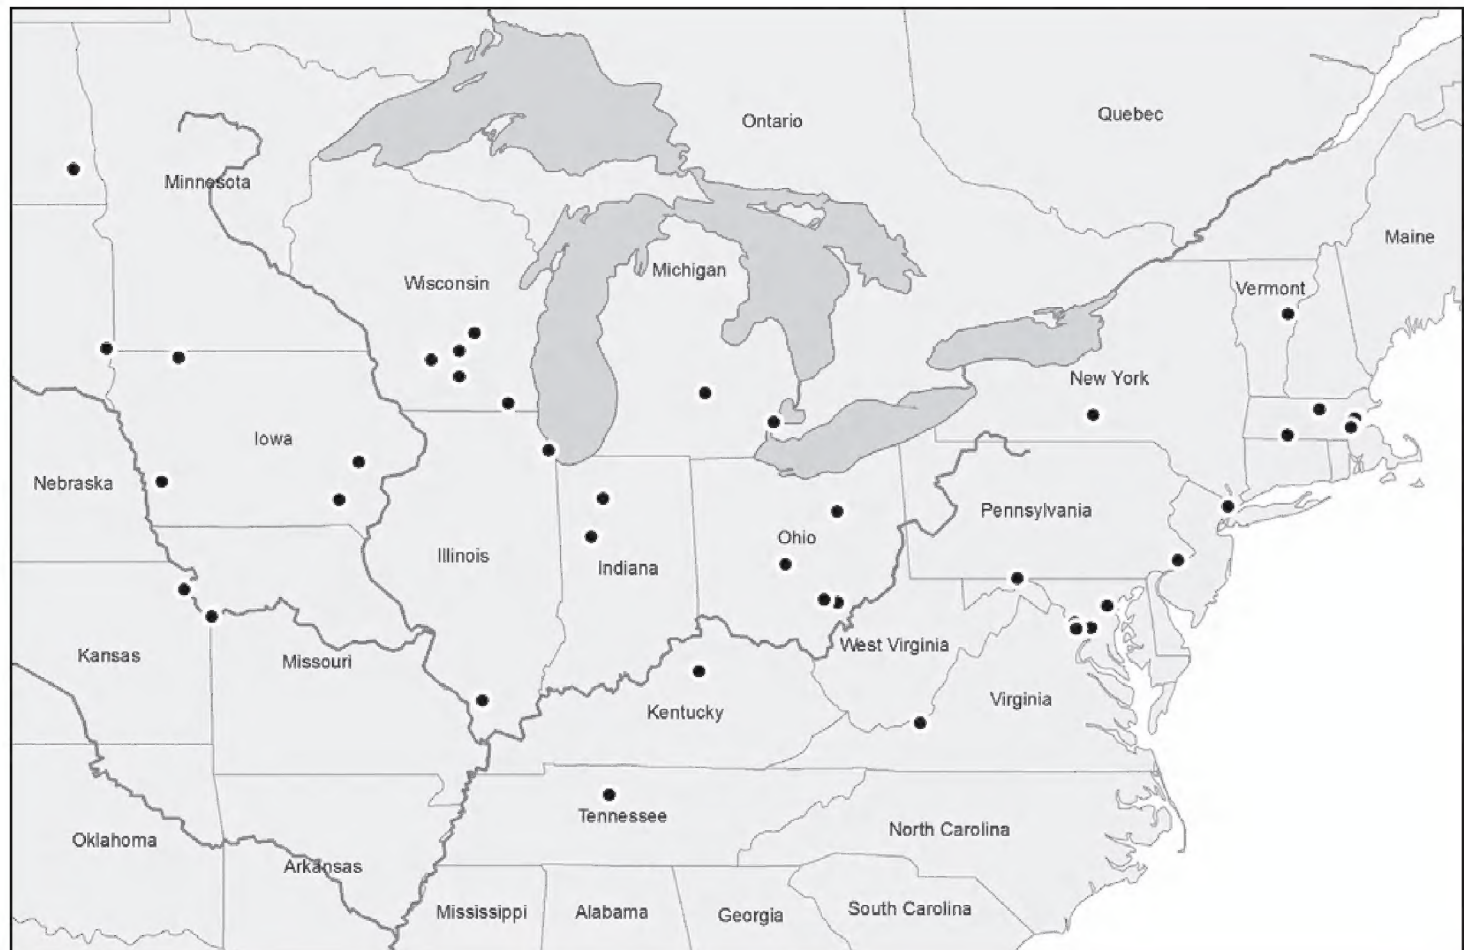 Ontario
Quebec
Minnesota
Maine
Michigan
Wisconsin
Vermont
New York
Iowa
Nebraska
Pennsylvania
Ohio
Illinois
Indiana
West Virginia
Kansas
Missouri
Virginia
Kentucky
Tennessee
North Carolina
Oklahoma
Arkansas
South Carolina
Mississippi
Alabama
Georgia